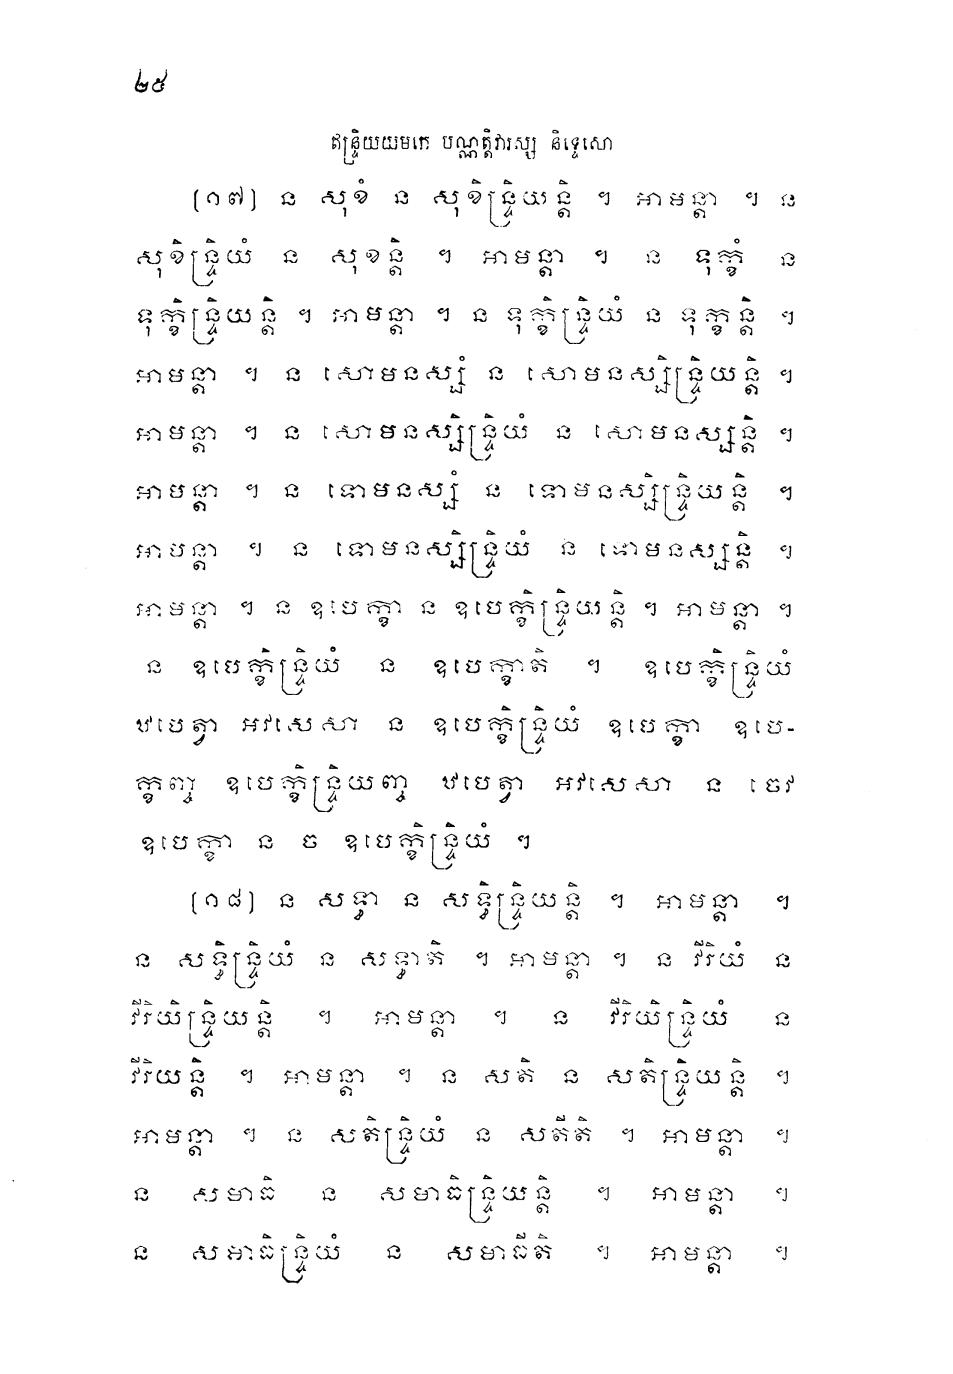 ២៥
ឥន្ទ្រិយយមកេ បណ្ណត្តិវារស្ស និទ្ទេសោ
(១៧) ន សុខំ ន សុខិន្ទ្រិយន្តិ ។ អាមន្តា ។ ន
សុខិន្ទ្រិយំ ន សុខន្តិ ។ អាមន្តា ។ ន ទុក្ខំ ន
ទុក្ខិន្ទ្រិយន្តិ ។ អាមន្តា ។ ន ទុក្ខិន្ទ្រិយំ ន ទុក្ខន្តិ ។
អាមន្តា ។ ន សោមនស្សំ ន សោមនស្សិន្ទ្រិយន្តិ ។
អាមន្តា ។ ន សោមនស្សិន្ទ្រិយំ ន សោមនស្សន្តិ ។
អាមន្តា ។ ន ទោមនស្សំ ន ទោមនស្សិន្ទ្រិយន្តិ ។
អាមន្តា ។ ន ទោមនស្សិន្ទ្រិយំ ន ទោមនស្សន្តិ ។
អាមន្តា ។ ន ឧបេក្ខា ន ឧបេក្ខិន្ទ្រិយន្តិ ។ អាមន្តា ។
ន ឧបេក្ខិន្ទ្រិយំ ន ឧបេក្ខាតិ ។ ឧបេក្ខិន្ទ្រិយំ
ឋបេត្វា អវសេសា ន ឧបេក្ខិន្ទ្រិយំ ឧបេក្ខា ឧបេ-
ក្ខញ្ច ឧបេក្ខិន្ទ្រិយញ្ច ឋបេត្វា អវសេសា ន ចេវ
ឧបេក្ខា ន ច ឧបេក្ខិន្ទ្រិយំ ។
(១៨) ន សទ្ធា ន សទ្ធិន្ទ្រិយន្តិ ។ អាមន្តា ។
ន សទ្ធិន្ទ្រិយំ ន សទ្ធាតិ ។ អាមន្តា ។ ន វីរិយំ ន
វីរិយិន្ទ្រិយន្តិ ។ អាមន្តា ។ ន វីរិយិន្ទ្រិយំ ន
វីរិយន្តិ ។ អាមន្តា ។ ន សតិ ន សតិន្ទ្រិយន្តិ ។
អាមន្តា ។ ន សតិន្ទ្រិយំ ន សតីតិ ។ អាមន្តា ។
ន សមាធិ ន សមាធិន្ទ្រិយន្តិ ។ អាមន្តា ។
ន សមាធិន្ទ្រិយំ ន សមាធីតិ ។ អាមន្តា ។